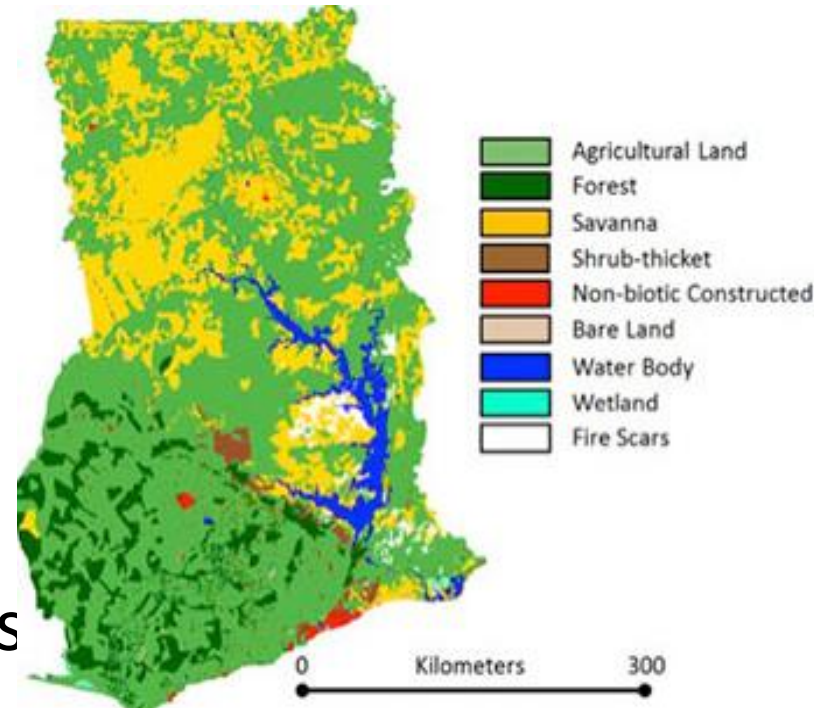 Agricultural Land
Forest
Savanna
Shrub-thicket
Non-biotic Constructed
Bare Land
Water Body
Wetland
Fire Scars
s
0 Kilometers 300